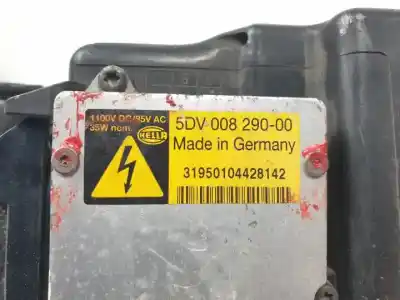 1100V DC/85V AC
35W nom.
HELLA
5DV 008 290-00
Made in Germany
31950104428142